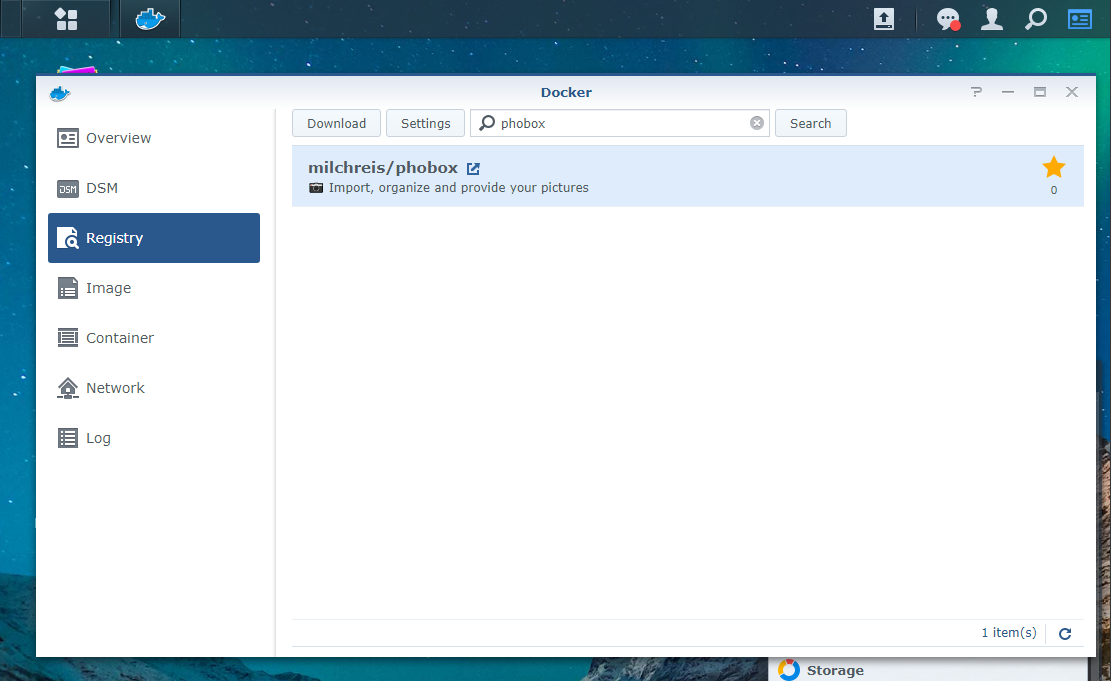 Docker
Overview
DSM DSM
Registry
Image
Container
Network
Log
Download Settings phobox Search
milchreis/phobox
Import, organize and provide your pictures
0
1 item(s)
Storage